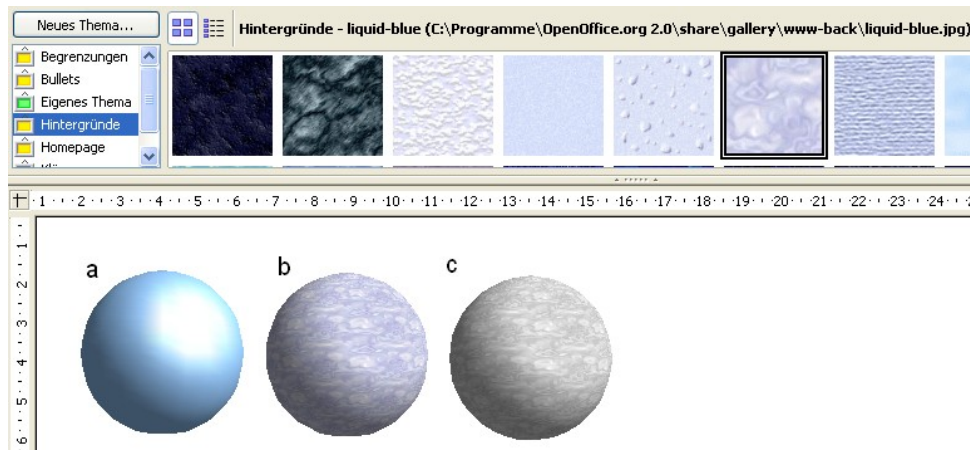 Neues Thema...
Hintergründe - liquid-blue (C:\Programme\OpenOffice.org 2.0\share\gallery\www-back\liquid-blue.jpg)
Begrenzungen
Bullets
Eigenes Thema
Hintergründe
Homepage
1 2 3 4 5 6 7 8 9 10 11 12 13 14 15 16 17 18 19 20 21 22 23 24
1
2
3
4
5
6
a b c